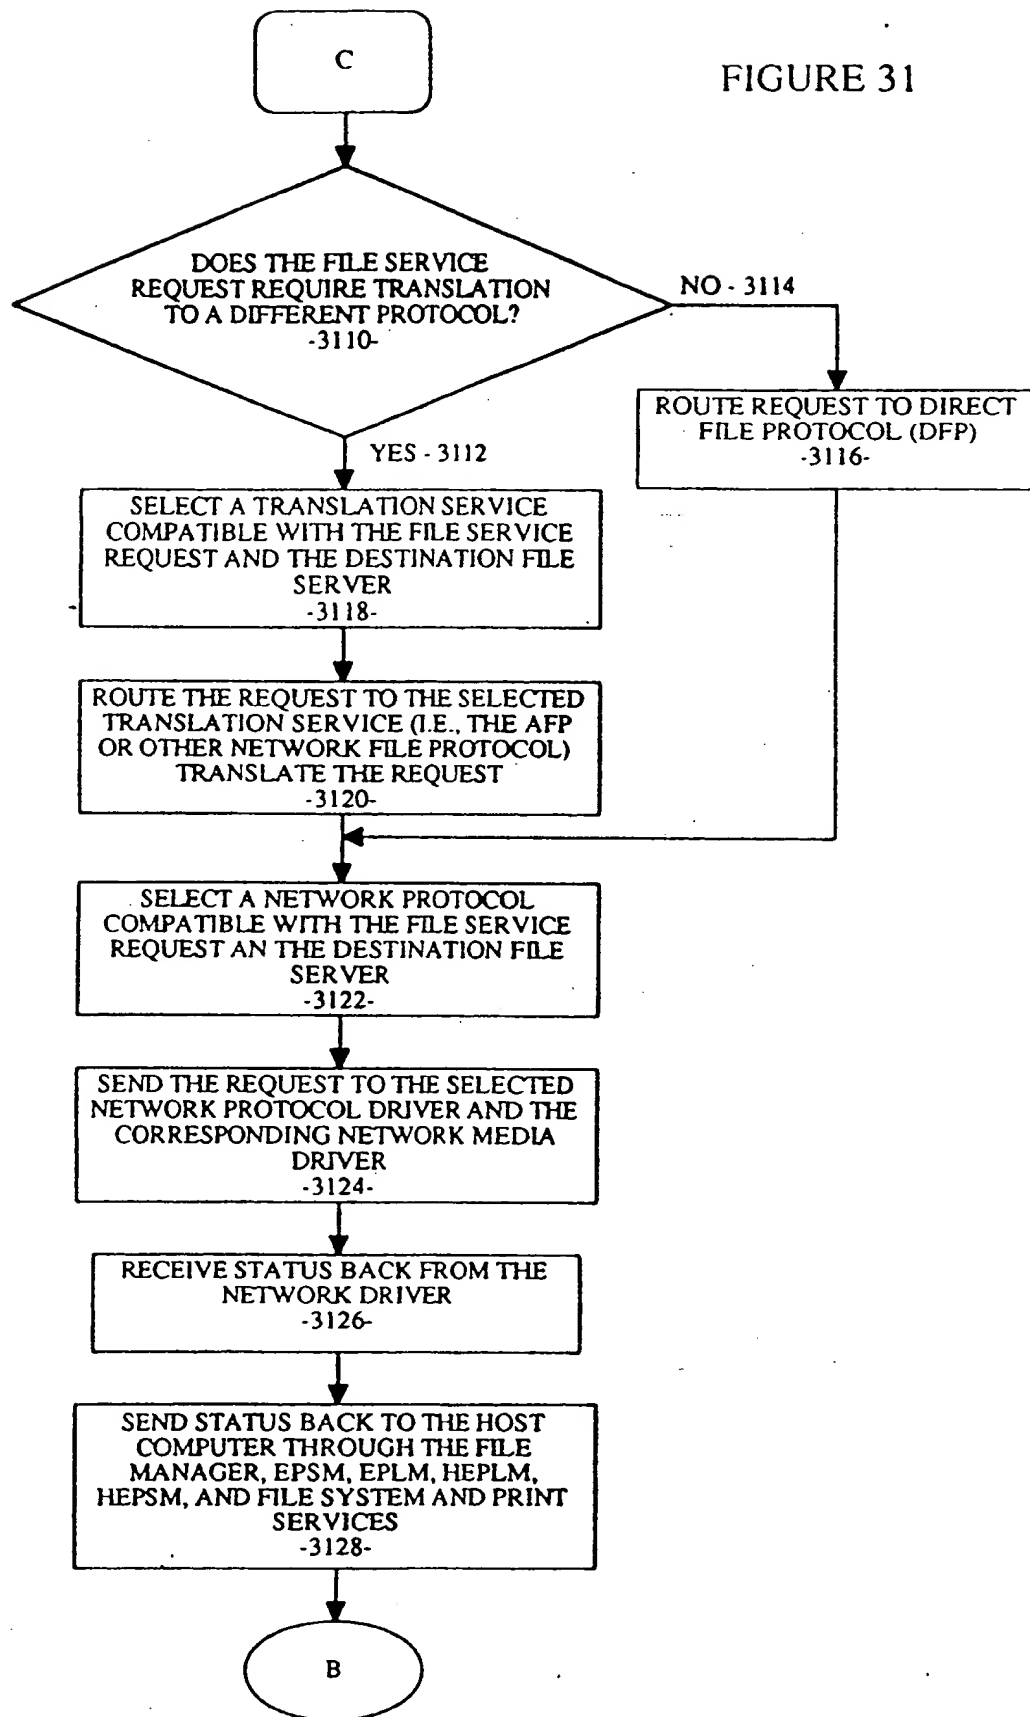 C
FIGURE 31
DOES THE FILE SERVICE
REQUEST REQUIRE TRANSLATION
TO A DIFFERENT PROTOCOL?
-3110-
NO - 3114
ROUTE REQUEST TO DIRECT
FILE PROTOCOL (DFP)
-3116-
YES - 3112
SELECT A TRANSLATION SERVICE
COMPATIBLE WITH THE FILE SERVICE
REQUEST AND THE DESTINATION FILE
SERVER
-3118-
ROUTE THE REQUEST TO THE SELECTED
TRANSLATION SERVICE (I.E., THE AFP
OR OTHER NETWORK FILE PROTOCOL)
TRANSLATE THE REQUEST
-3120-
SELECT A NETWORK PROTOCOL
COMPATIBLE WITH THE FILE SERVICE
REQUEST AN THE DESTINATION FILE
SERVER
-3122-
SEND THE REQUEST TO THE SELECTED
NETWORK PROTOCOL DRIVER AND THE
CORRESPONDING NETWORK MEDIA
DRIVER
-3124-
RECEIVE STATUS BACK FROM THE
NETWORK DRIVER
-3126-
SEND STATUS BACK TO THE HOST
COMPUTER THROUGH THE FILE
MANAGER, EPSM, EPLM, HEPLM,
HEPSM, AND FILE SYSTEM AND PRINT
SERVICES
-3128-
B